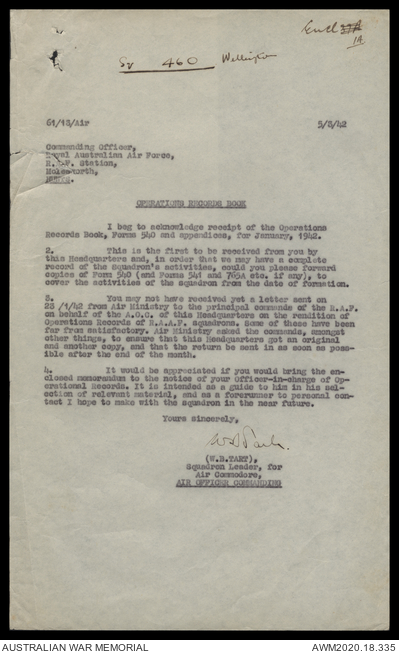 Encl 27A
1A
Sq 460 Wellington
61/13/Air 5/3/42
Commanding Officer,
Royal Australian Air Force,
R.A.F. Station,
Molesworth,
HUNTS.
OPERATIONS RECORDS BOOK
I beg to acknowledge receipt of the Operations
Records Book, Forms 540 and appendices, for January, 1942.
2. This is the first to be received from you by
this Headquarters and, in order that we may have a complete
record of the squadron's activities, could you please forward
copies of Form 540 (and Forms 541 and 765A etc. if any), to
cover the activities of the squadron from the date of formation.
3. You may not have received yet a letter sent on
23 /1/42 from Air Ministry to the principal commands of the R.A.F.
on behalf of the A.O.C. of this Headquarters on the rendition of
Operations Records of R.A.A.F. squadrons. Some of these have been
far from satisfactory. Air Ministry asked the commands, amongst
other things, to ensure that this Headquarters got an original
and another copy, and that the return be sent in as soon as pos-
ible after the end of the month.
4. It would be appreciated if you would bring the en-
closed memorandum to the notice of your Officer-in-charge of Op-
erational Records. It is intended as a guide to him in his sel-
ection of relevant material, and as a forerunner to personal con-
tact I hope to make with the squadron in the near future.
Yours sincerely,
(W.B.TART),
Squadron Leader, for
Air Commodore,
AIR OFFICER COMMANDING
AUSTRALIAN WAR MEMORIAL AWM2020.18.335